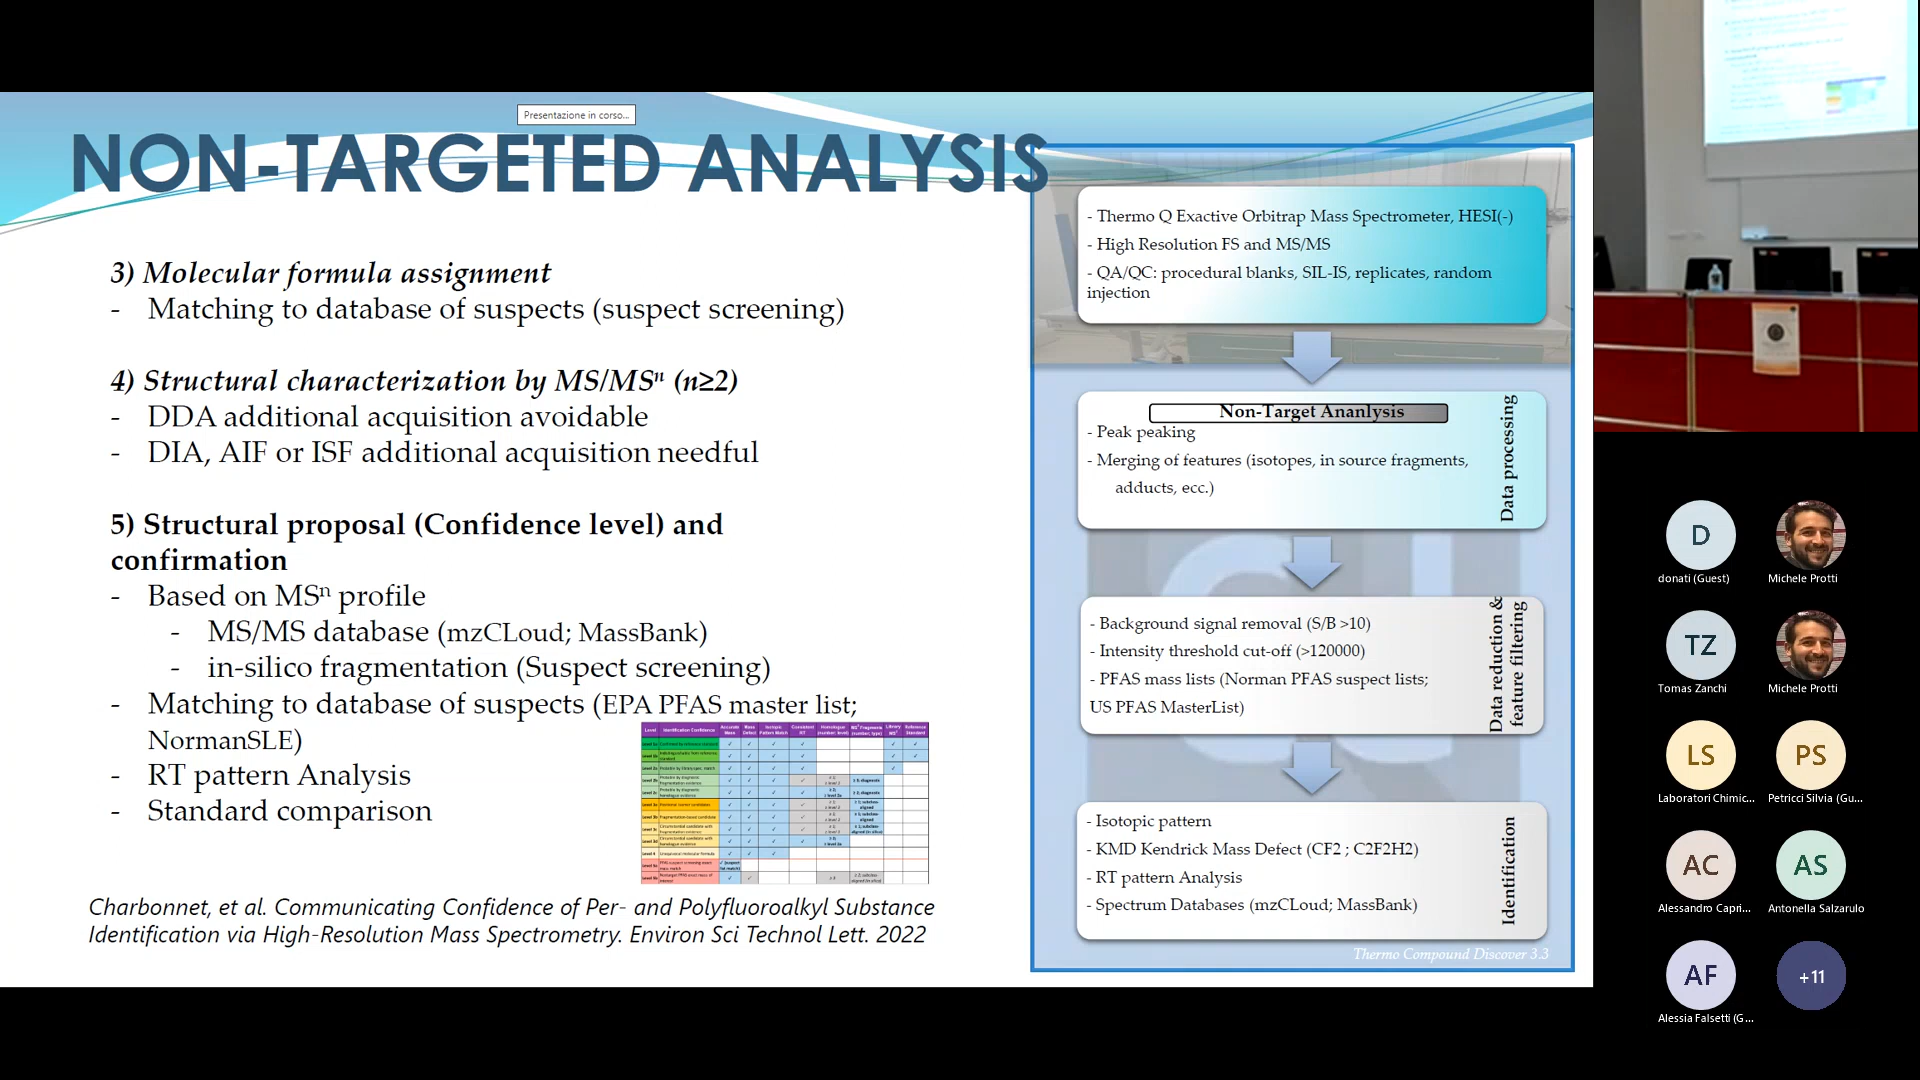 Presentazione in corso...
NON-TARGETED ANALYSIS
3) Molecular formula assignment
- Matching to database of suspects (suspect screening)
4) Structural characterization by MS/MSⁿ (n≥2)
- DDA additional acquisition avoidable
- DIA, AIF or ISF additional acquisition needful
5) Structural proposal (Confidence level) and
confirmation
- Based on MSⁿ profile
- MS/MS database (mzCLoud; MassBank)
- in-silico fragmentation (Suspect screening)
- Matching to database of suspects (EPA PFAS master list;
NormanSLE)
- RT pattern Analysis
- Standard comparison
Charbonnet, et al. Communicating Confidence of Per- and Polyfluoroalkyl Substance
Identification via High-Resolution Mass Spectrometry. Environ Sci Technol Lett. 2022
- Thermo Q Exactive Orbitrap Mass Spectrometer, HESI(-)
- High Resolution FS and MS/MS
- QA/QC: procedural blanks, SIL-IS, replicates, random
injection
Non-Target Ananlysis
- Peak peaking
- Merging of features (isotopes, in source fragments,
adducts, ecc.)
Data processing
- Background signal removal (S/B >10)
- Intensity threshold cut-off (>120000)
- PFAS mass lists (Norman PFAS suspect lists;
US PFAS MasterList)
Data reduction &
feature filtering
- Isotopic pattern
- KMD Kendrick Mass Defect (CF2 ; C2F2H2)
- RT pattern Analysis
- Spectrum Databases (mzCLoud; MassBank)
Identification
Thermo Compound Discover 3.3
D
donati (Guest)
Michele Protti
TZ
Tomas Zanchi
Michele Protti
LS
Laboratori Chimic...
PS
Petricci Silvia (Gu...
AC
Alessandro Capri...
AS
Antonella Salzarulo
AF
Alessia Falsetti (G...
+11